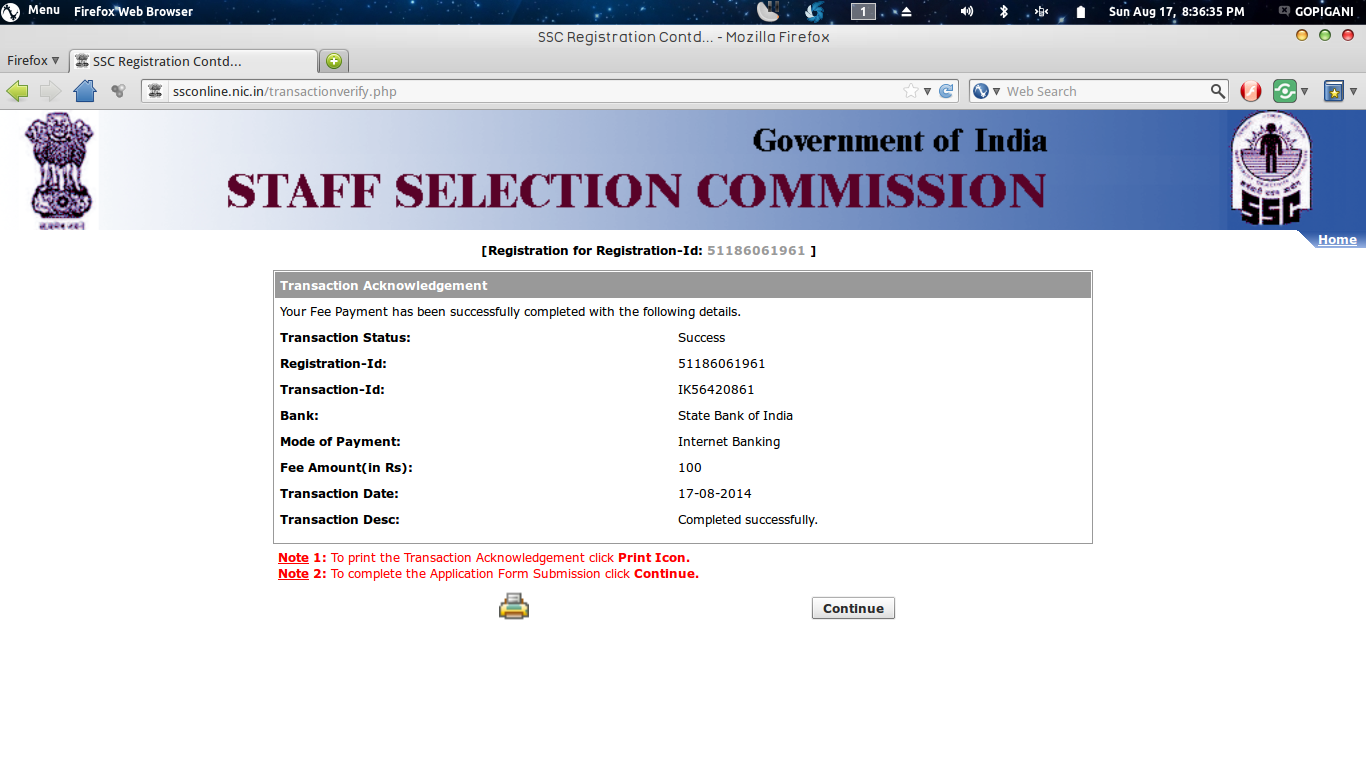 Menu Firefox Web Browser 1 Sun Aug 17, 8:36:35 PM GOPIGANI
SSC Registration Contd... - Mozilla Firefox
Firefox SSC Registration Contd...
ssconline.nic.in/transactionverify.php Web Search
Government of India
STAFF SELECTION COMMISSION
SSC
Home
[Registration for Registration-Id: 51186061961 ]
Transaction Acknowledgement
Your Fee Payment has been successfully completed with the following details.
Transaction Status: Success
Registration-Id: 51186061961
Transaction-Id: IK56420861
Bank: State Bank of India
Mode of Payment: Internet Banking
Fee Amount(in Rs): 100
Transaction Date: 17-08-2014
Transaction Desc: Completed successfully.
Note 1: To print the Transaction Acknowledgement click Print Icon.
Note 2: To complete the Application Form Submission click Continue.
Continue